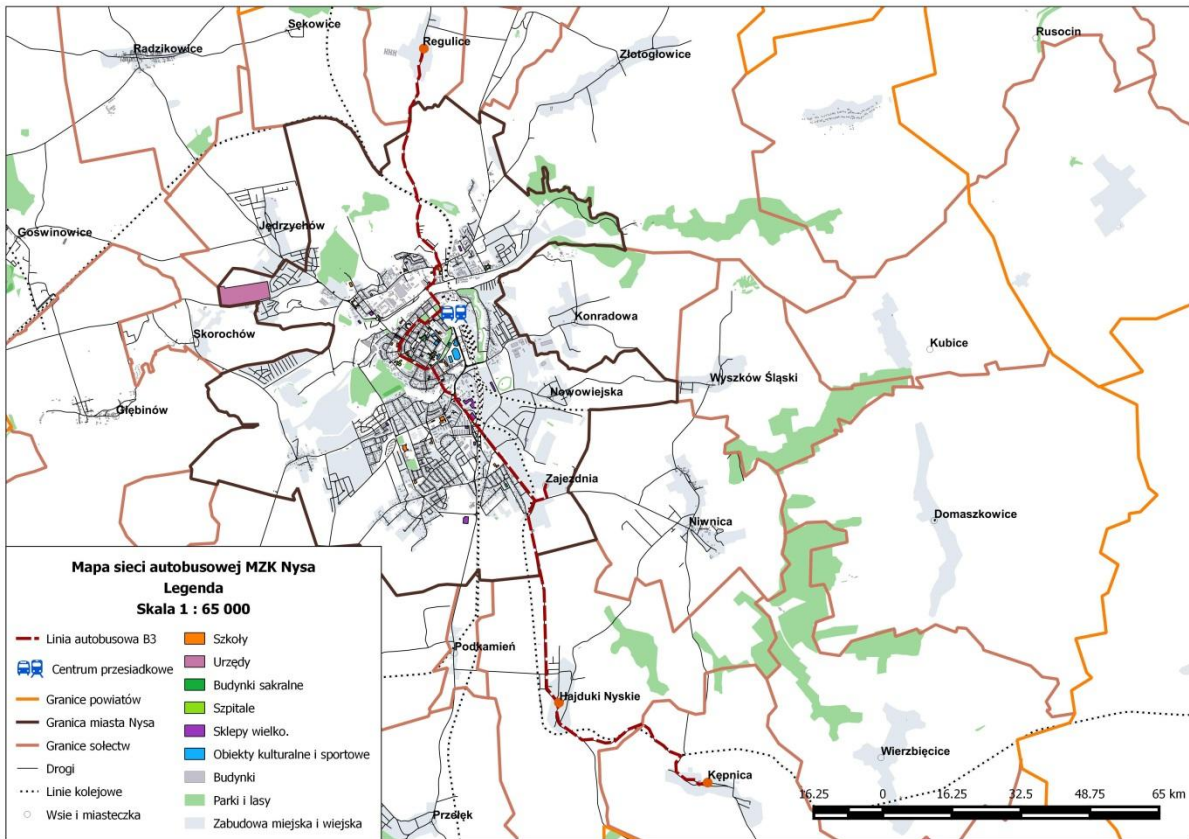 Sękowice
Rusocin
Radzikowice
Regulice
Złotogłowice
Goświnowice
Jędrzychów
Skorochów
Konradowa
Kubice
Głębinów
Nowowiejska
Wyszków Śląski
Zajezdnia
Niwnica
Domaszkowice
Podkamień
Hajduki Nyskie
Wierzbięcice
Kępnica
Przełęk
Mapa sieci autobusowej MZK Nysa
Legenda
Skala 1 : 65 000
Linia autobusowa B3
Centrum przesiadkowe
Granice powiatów
Granica miasta Nysa
Granice sołectw
Drogi
Linie kolejowe
Wsie i miasteczka
Szkoły
Urzędy
Budynki sakralne
Szpitale
Sklepy wielko.
Obiekty kulturalne i sportowe
Budynki
Parki i lasy
Zabudowa miejska i wiejska
16.25 0 16.25 32.5 48.75 65 km